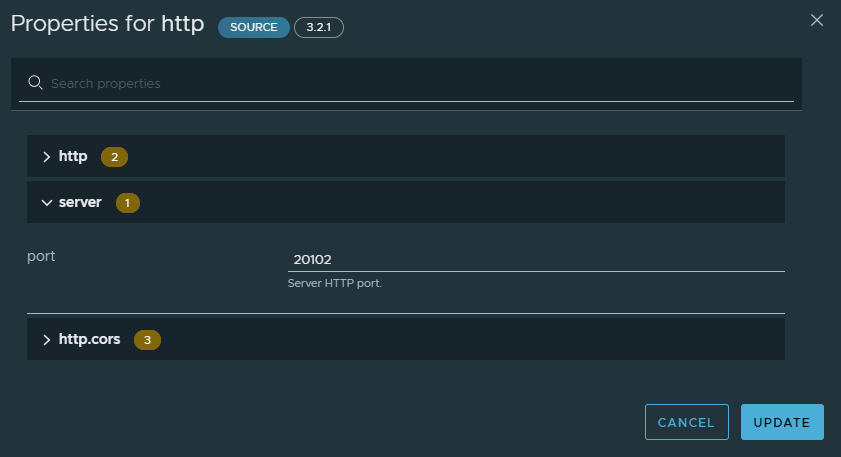 Properties for http SOURCE 3.2.1
Search properties
http 2
server 1
port 20102
Server HTTP port.
http.cors 3
CANCEL UPDATE